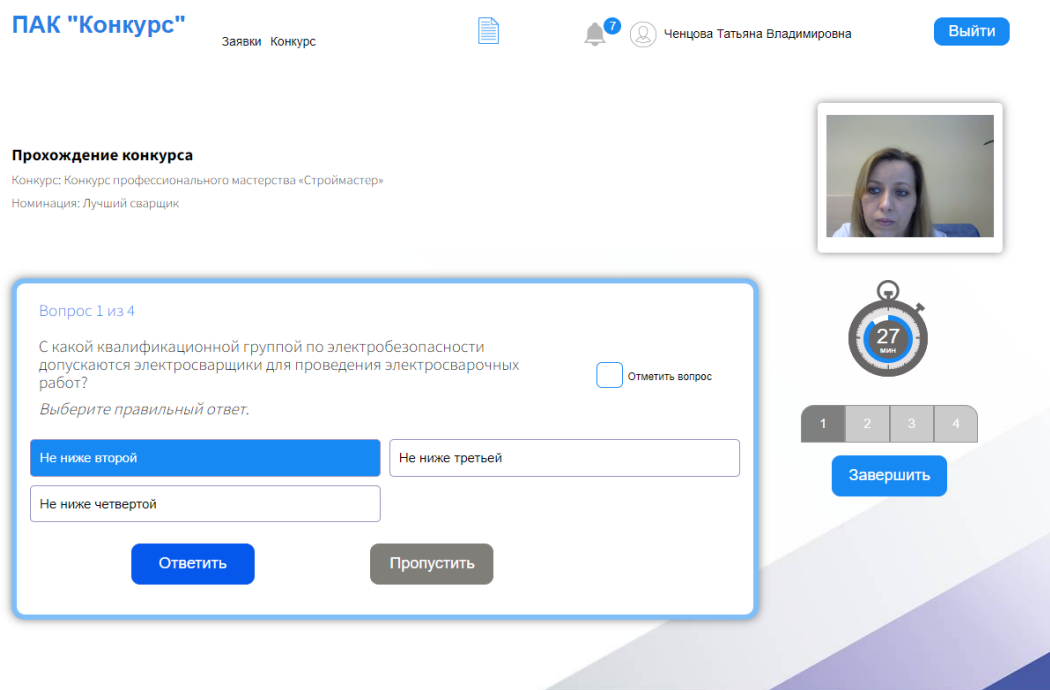 ПАК "Конкурс"
Заявки Конкурс
7
Ченцова Татьяна Владимировна
Выйти
Прохождение конкурса
Конкурс: Конкурс профессионального мастерства «Строймастер»
Номинация: Лучший сварщик
Вопрос 1 из 4
С какой квалификационной группой по электробезопасности
допускаются электросварщики для проведения электросварочных
работ?
Отметить вопрос
Выберите правильный ответ.
Не ниже второй
Не ниже третьей
Не ниже четвертой
Ответить
Пропустить
27
мин
1 2 3 4
Завершить